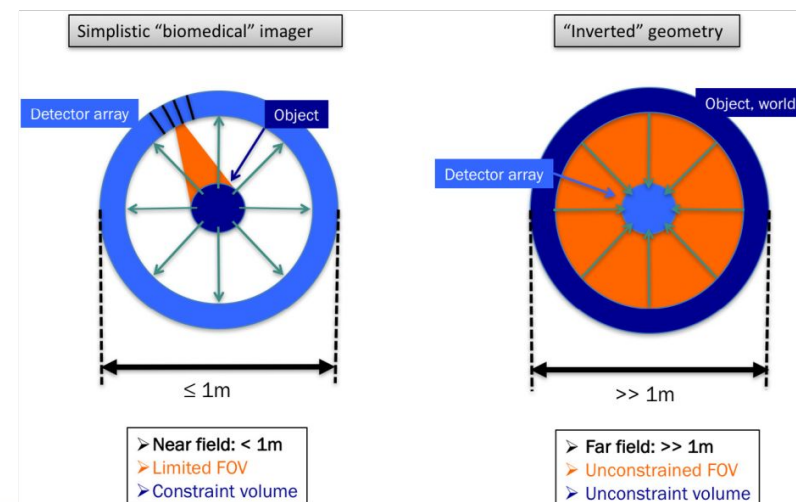 Simplistic “biomedical” imager
Detector array
Object
≤ 1m
➢Near field: < 1m
➢Limited FOV
➢Constraint volume
“Inverted” geometry
Object, world
Detector array
>> 1m
➢ Far field: >> 1m
➢ Unconstrained FOV
➢ Unconstraint volume